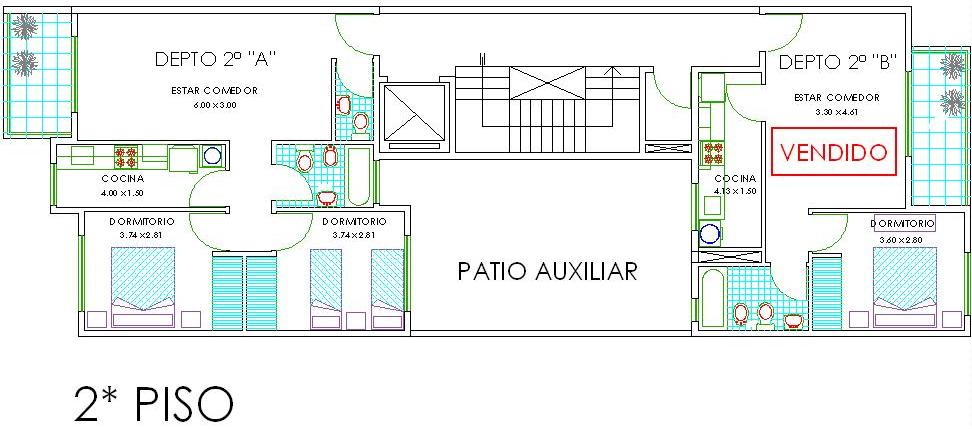 DEPTO 2º "A"
ESTAR COMEDOR
6.00 x 3.00
COCINA
4.00 x 1.50
DORMITORIO
3.74 x 2.81
DORMITORIO
3.74 x 2.81
PATIO AUXILIAR
DEPTO 2º "B"
ESTAR COMEDOR
3.30 x 4.61
VENDIDO
COCINA
4.13 x 1.50
DORMITORIO
3.60 x 2.80
2* PISO